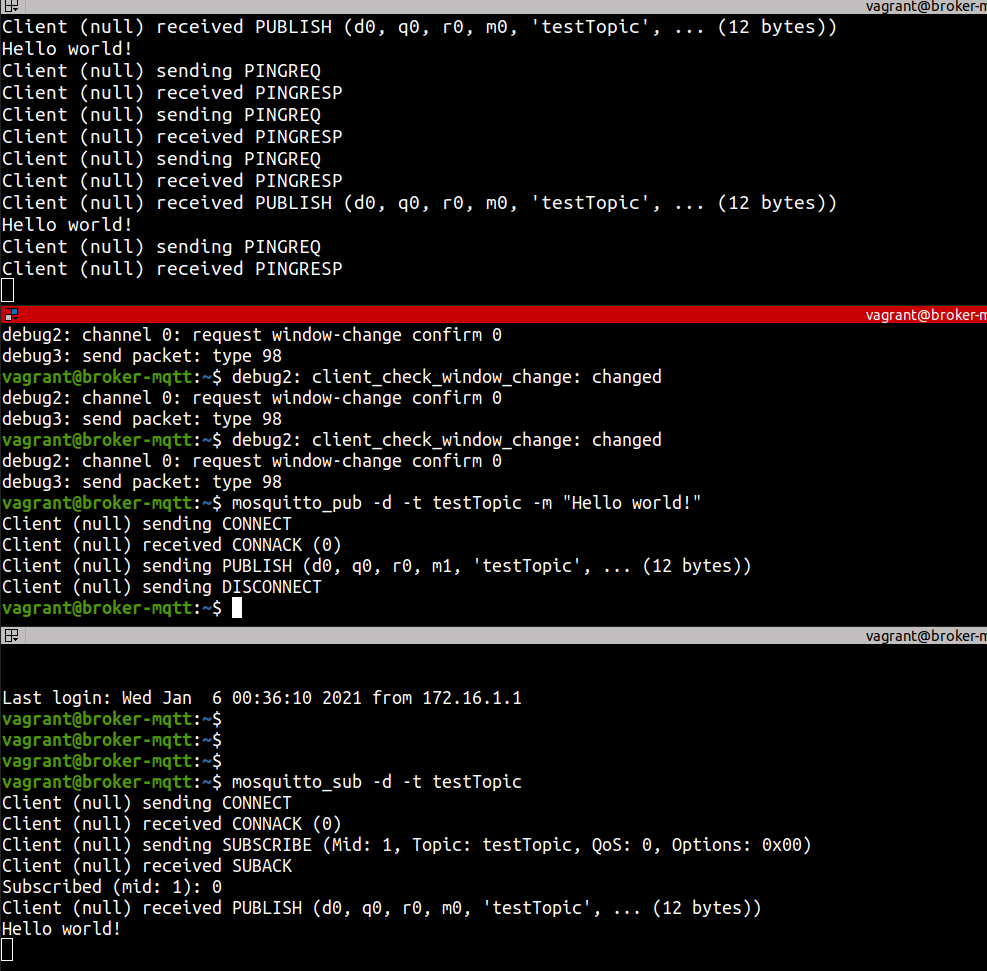 vagrant@broker-m
Client (null) received PUBLISH (d0, q0, r0, m0, 'testTopic', ... (12 bytes))
Hello world!
Client (null) sending PINGREQ
Client (null) received PINGRESP
Client (null) sending PINGREQ
Client (null) received PINGRESP
Client (null) sending PINGREQ
Client (null) received PINGRESP
Client (null) received PUBLISH (d0, q0, r0, m0, 'testTopic', ... (12 bytes))
Hello world!
Client (null) sending PINGREQ
Client (null) received PINGRESP
vagrant@broker-m
debug2: channel 0: request window-change confirm 0
debug3: send packet: type 98
vagrant@broker-mqtt:~$ debug2: client_check_window_change: changed
debug2: channel 0: request window-change confirm 0
debug3: send packet: type 98
vagrant@broker-mqtt:~$ debug2: client_check_window_change: changed
debug2: channel 0: request window-change confirm 0
debug3: send packet: type 98
vagrant@broker-mqtt:~$ mosquitto_pub -d -t testTopic -m "Hello world!"
Client (null) sending CONNECT
Client (null) received CONNACK (0)
Client (null) sending PUBLISH (d0, q0, r0, m1, 'testTopic', ... (12 bytes))
Client (null) sending DISCONNECT
vagrant@broker-mqtt:~$
vagrant@broker-m
Last login: Wed Jan  6 00:36:10 2021 from 172.16.1.1
vagrant@broker-mqtt:~$
vagrant@broker-mqtt:~$
vagrant@broker-mqtt:~$
vagrant@broker-mqtt:~$ mosquitto_sub -d -t testTopic
Client (null) sending CONNECT
Client (null) received CONNACK (0)
Client (null) sending SUBSCRIBE (Mid: 1, Topic: testTopic, QoS: 0, Options: 0x00)
Client (null) received SUBACK
Subscribed (mid: 1): 0
Client (null) received PUBLISH (d0, q0, r0, m0, 'testTopic', ... (12 bytes))
Hello world!